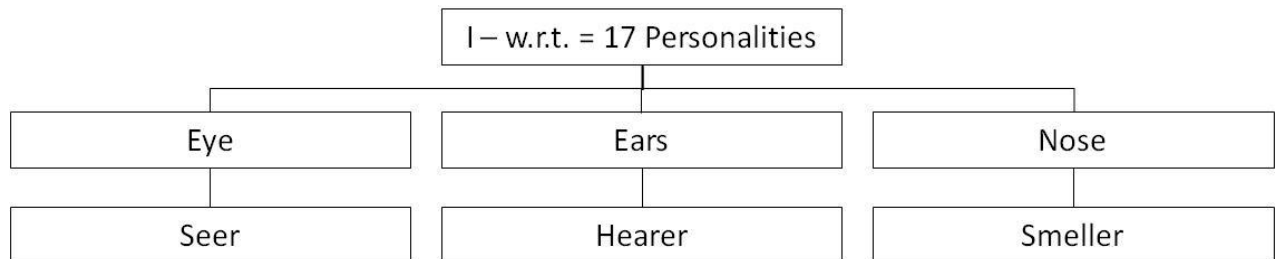 I – w.r.t. = 17 Personalities
Eye
Ears
Nose
Seer
Hearer
Smeller